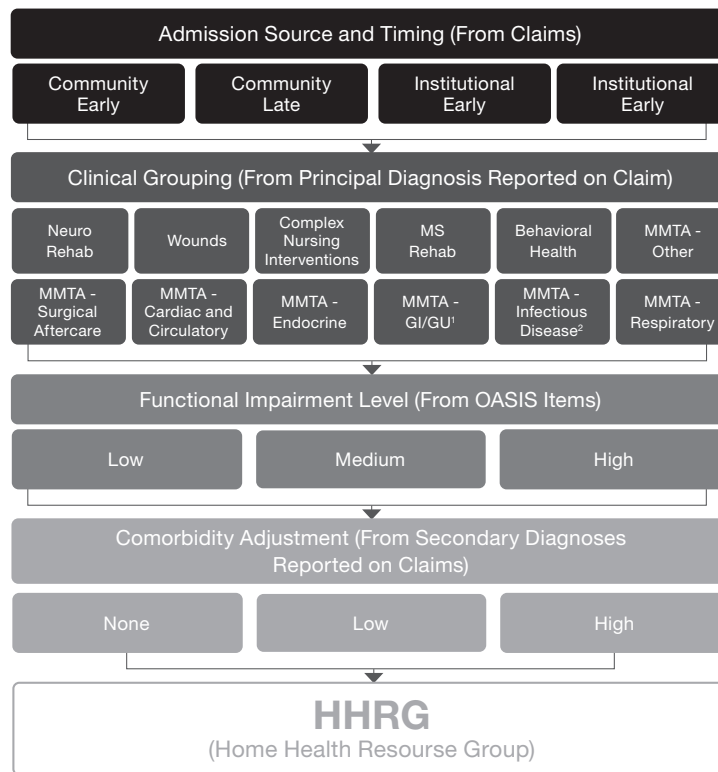 Admission Source and Timing (From Claims)
Community
Early
Community
Late
Institutional
Early
Institutional
Early
Clinical Grouping (From Principal Diagnosis Reported on Claim)
Neuro
Rehab
Wounds
Complex
Nursing
Interventions
MS
Rehab
Behavioral
Health
MMTA -
Other
MMTA -
Surgical
Aftercare
MMTA -
Cardiac and
Circulatory
MMTA -
Endocrine
MMTA -
GI/GU¹
MMTA -
Infectious
Disease²
MMTA -
Respiratory
Functional Impairment Level (From OASIS Items)
Low
Medium
High
Comorbidity Adjustment (From Secondary Diagnoses
Reported on Claims)
None
Low
High
HHRG
(Home Health Resourse Group)